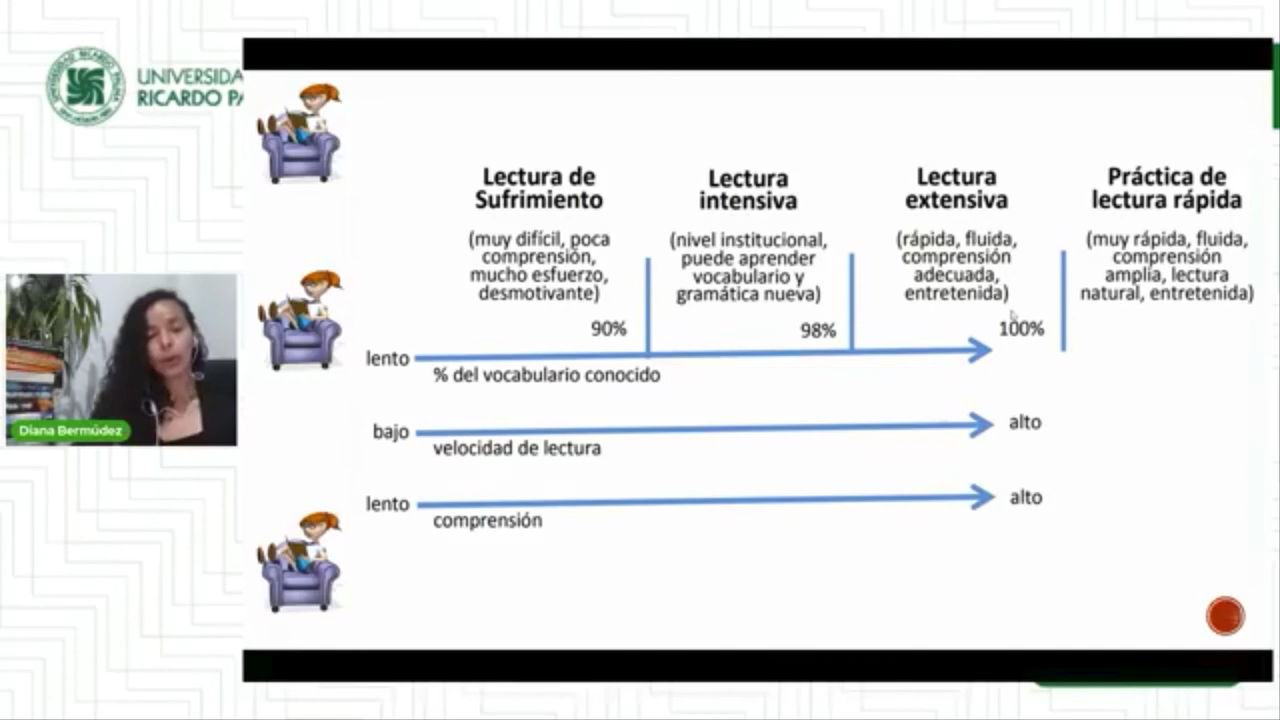 UNIVERSIDA
RICARDO PA
Lectura de
Sufrimiento
(muy difícil, poca
comprensión,
mucho esfuerzo,
desmotivante)
90%
Lectura
intensiva
(nivel institucional,
puede aprender
vocabulario y
gramática nueva)
98%
Lectura
extensiva
(rápida, fluida,
comprensión
adecuada,
entretenida)
100%
Práctica de
lectura rápida
(muy rápida, fluida,
comprensión
amplia, lectura
natural, entretenida)
lento
% del vocabulario conocido
bajo
alto
velocidad de lectura
lento
alto
comprensión
Diana Bermúdez